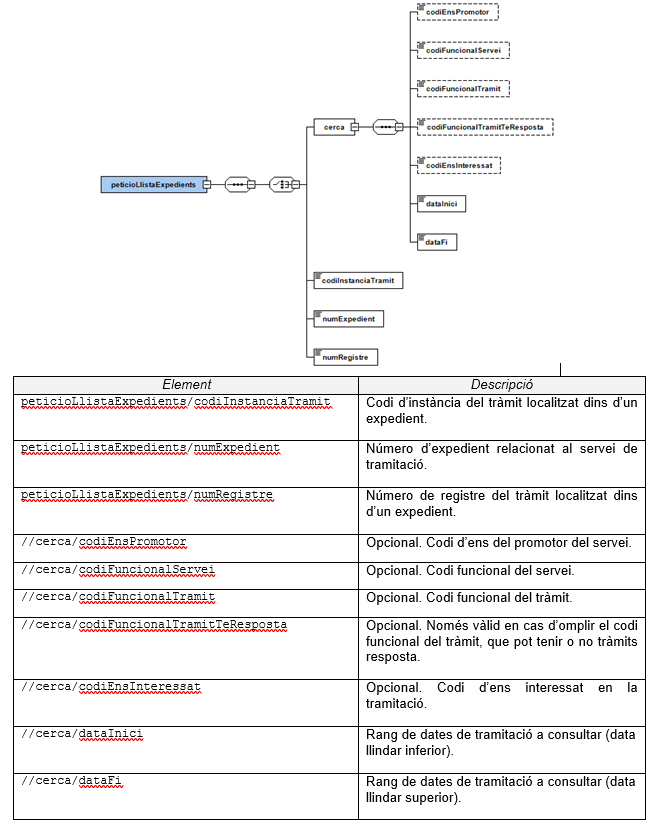 codiEnsPromotor
codiFuncionalServei
codiFuncionalTramit
cerca
codiFuncionalTramitTeResposta
codiEnsInteressat
peticioLlistaExpedients
dataInici
dataFi
codiInstanciaTramit
numExpedient
numRegistre
Element
Descripció
peticioLlistaExpedients/codiInstanciaTramit
Codi d’instància del tràmit localitzat dins d’un
expedient.
peticioLlistaExpedients/numExpedient
Número d’expedient relacionat al servei de
tramitació.
peticioLlistaExpedients/numRegistre
Número de registre del tràmit localitzat dins
d’un expedient.
//cerca/codiEnsPromotor
Opcional. Codi d’ens del promotor del servei.
//cerca/codiFuncionalServei
Opcional. Codi funcional del servei.
//cerca/codiFuncionalTramit
Opcional. Codi funcional del tràmit.
//cerca/codiFuncionalTramitTeResposta
Opcional. Només vàlid en cas d’omplir el codi
funcional del tràmit, que pot tenir o no tràmits
resposta.
//cerca/codiEnsInteressat
Opcional. Codi d’ens interessat en la
tramitació.
//cerca/dataInici
Rang de dates de tramitació a consultar (data
llindar inferior).
//cerca/dataFi
Rang de dates de tramitació a consultar (data
llindar superior).